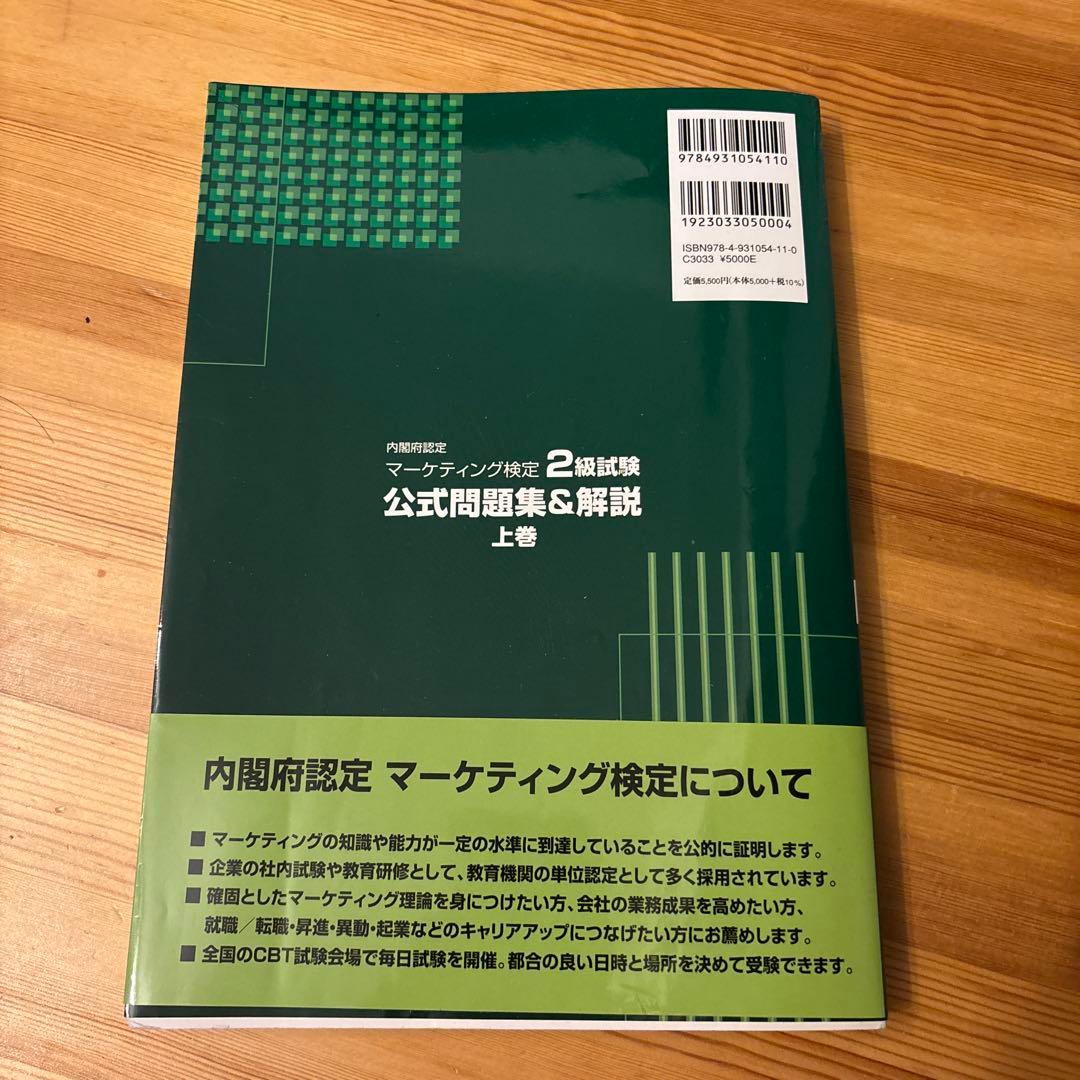 9784931054110
1923033050004
ISBN978-4-931054-11-0
C3033 ¥5000E
定価5,500円(本体5,000+税10%)
内閣府認定
マーケティング検定 2級試験
公式問題集&解説
上巻
内閣府認定 マーケティング検定について
■ マーケティングの知識や能力が一定の水準に到達していることを公的に証明します。
■ 企業の社内試験や教育研修として、教育機関の単位認定として多く採用されています。
■ 確固としたマーケティング理論を身につけたい方、会社の業務成果を高めたい方、
就職/転職・昇進・異動・起業などのキャリアアップにつなげたい方にお薦めします。
■ 全国のCBT試験会場で毎日試験を開催。都合の良い日時と場所を決めて受験できます。